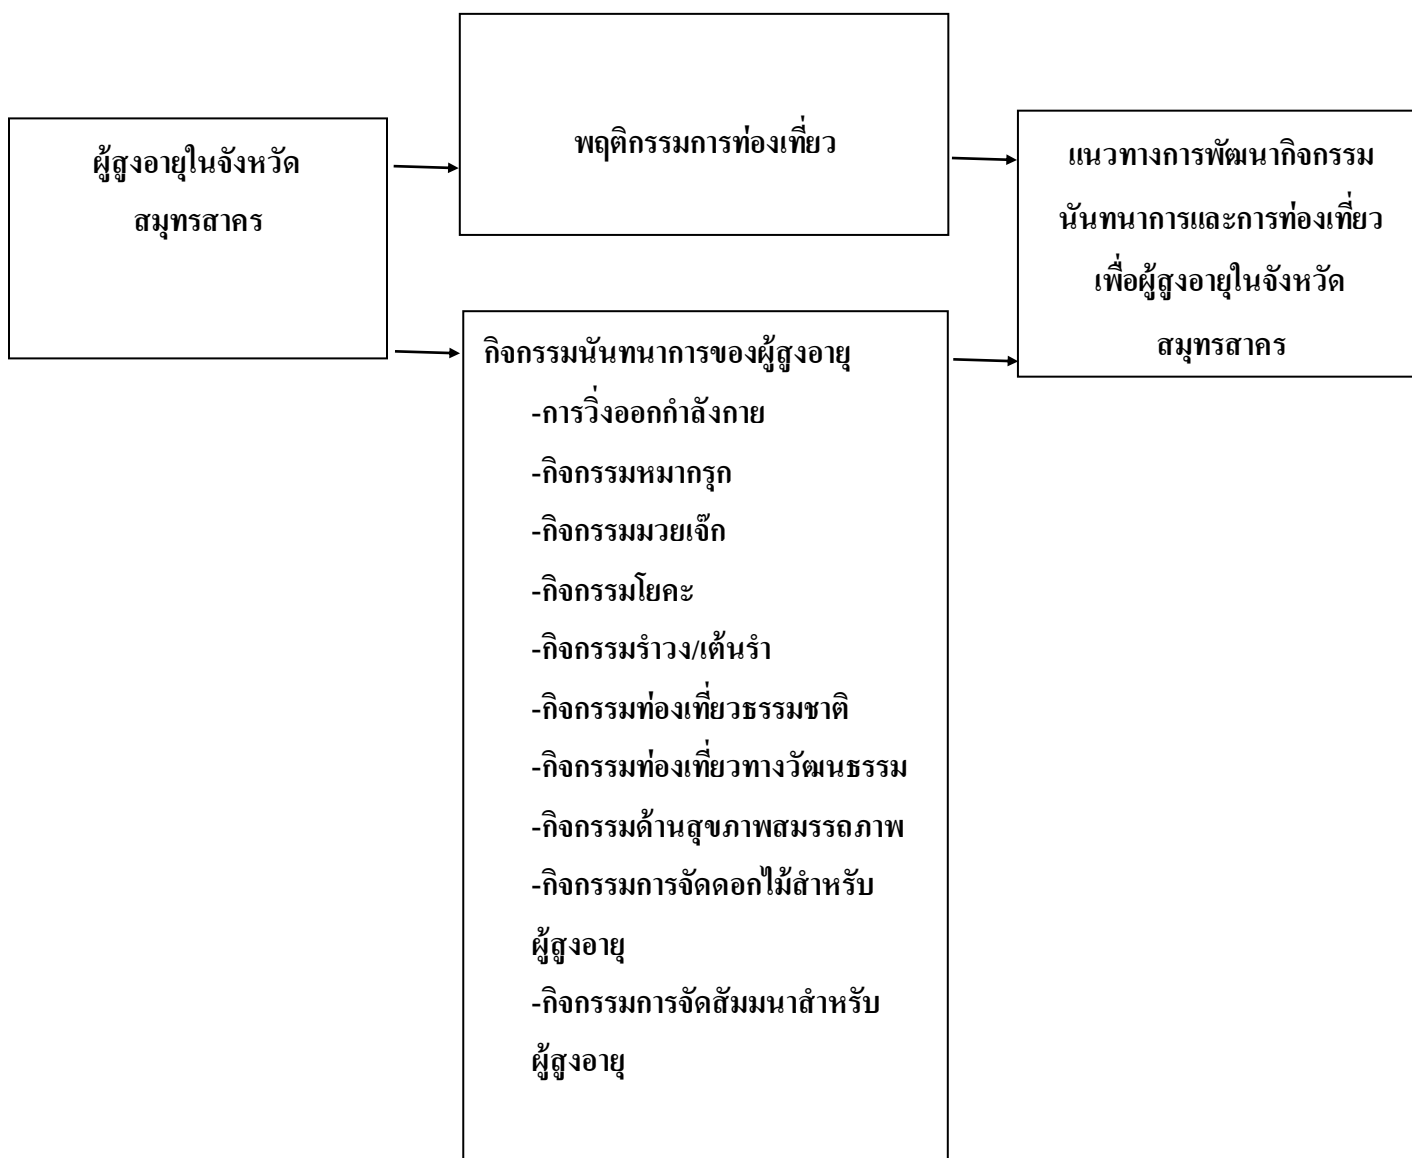 ผู้สูงอายุในจังหวัด
สมุทรสาคร
พฤติกรรมการท่องเที่ยว
กิจกรรมนันทนาการของผู้สูงอายุ
-การวิ่งออกกำลังกาย
-กิจกรรมหมากรุก
-กิจกรรมมวยเจ๊ก
-กิจกรรมโยคะ
-กิจกรรมรำวง/เต้นรำ
-กิจกรรมท่องเที่ยวธรรมชาติ
-กิจกรรมท่องเที่ยวทางวัฒนธรรม
-กิจกรรมด้านสุขภาพสมรรถภาพ
-กิจกรรมการจัดดอกไม้สำหรับ
ผู้สูงอายุ
-กิจกรรมการจัดสัมมนาสำหรับ
ผู้สูงอายุ
แนวทางการพัฒนากิจกรรม
นันทนาการและการท่องเที่ยว
เพื่อผู้สูงอายุในจังหวัด
สมุทรสาคร